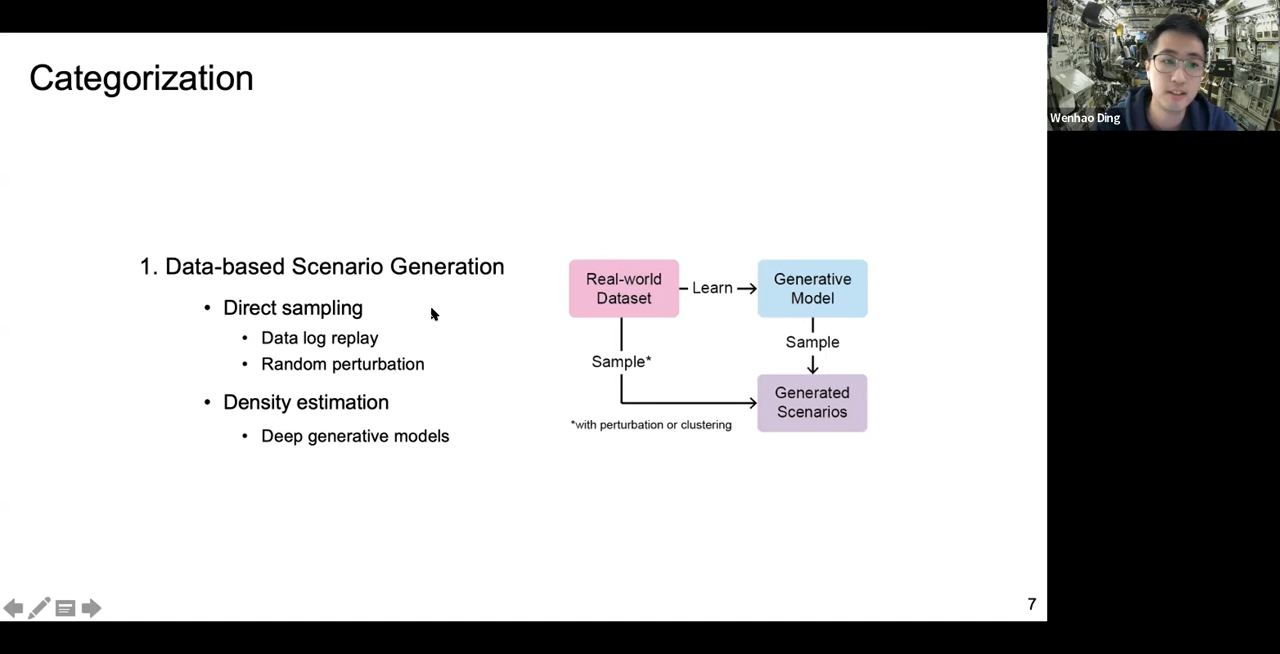 Categorization
Wenhao Ding
1. Data-based Scenario Generation
• Direct sampling
• Data log replay
• Random perturbation
• Density estimation
• Deep generative models
Real-world
Dataset
Learn
Generative
Model
Sample
Sample*
Generated
Scenarios
*with perturbation or clustering
7